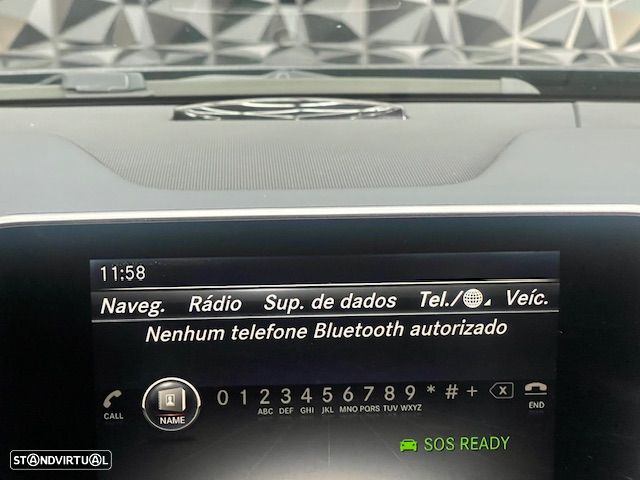 11:58
Naveg. Rádio Sup. de dados Tel./ Veíc.
Nenhum telefone Bluetooth autorizado
0 1 2 3 4 5 6 7 8 9 * # +
ABC DEF GHI JKL MNO PQRS TUV WXYZ
CALL NAME END
SOS READY
STANDVIRTUAL